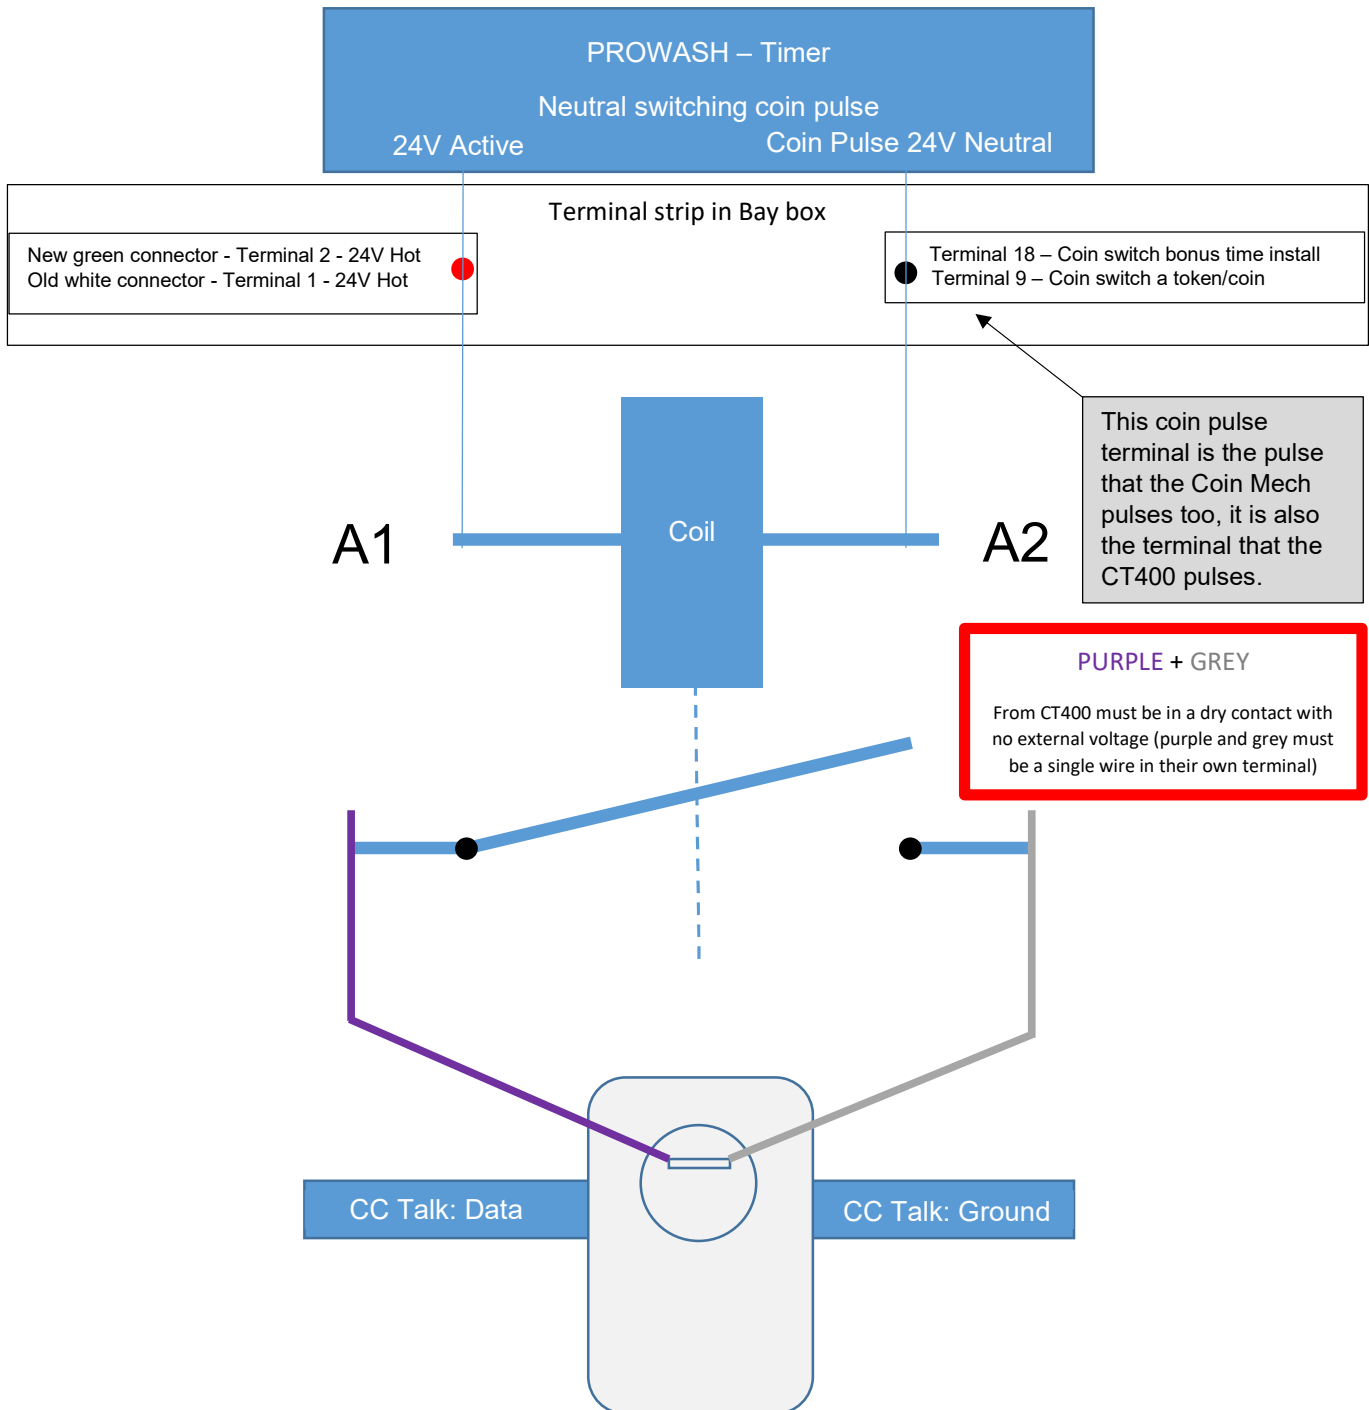 PROWASH – Timer
Neutral switching coin pulse
24V Active
Coin Pulse 24V Neutral
Terminal strip in Bay box
New green connector - Terminal 2 - 24V Hot
Old white connector - Terminal 1 - 24V Hot
Terminal 18 – Coin switch bonus time install
Terminal 9 – Coin switch a token/coin
This coin pulse
terminal is the pulse
that the Coin Mech
pulses too, it is also
the terminal that the
CT400 pulses.
A1
Coil
A2
PURPLE + GREY
From CT400 must be in a dry contact with
no external voltage (purple and grey must
be a single wire in their own terminal)
CC Talk: Data
CC Talk: Ground